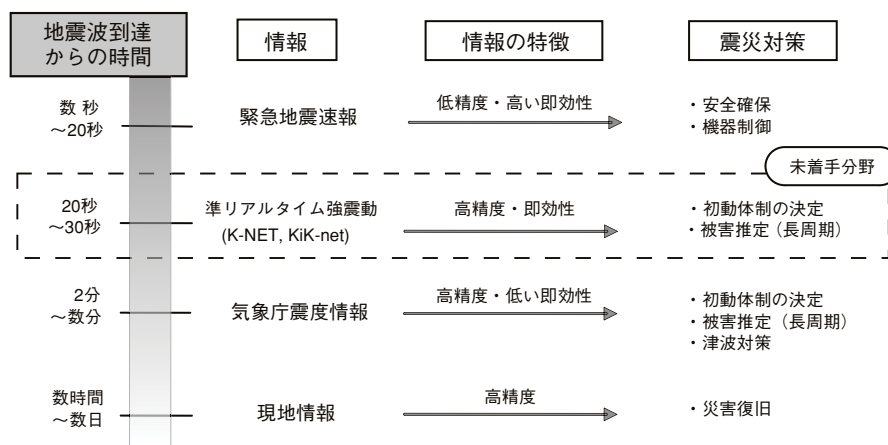 地震波到達
からの時間
情報
情報の特徴
震災対策
数 秒
～20秒
緊急地震速報
低精度・高い即効性
・安全確保
・機器制御
未着手分野
20秒
～30秒
準リアルタイム強震動
(K-NET, KiK-net)
高精度・即効性
・初動体制の決定
・被害推定（長周期）
2分
～数分
気象庁震度情報
高精度・低い即効性
・初動体制の決定
・被害推定（長周期）
・津波対策
数時間
～数日
現地情報
高精度
・災害復旧